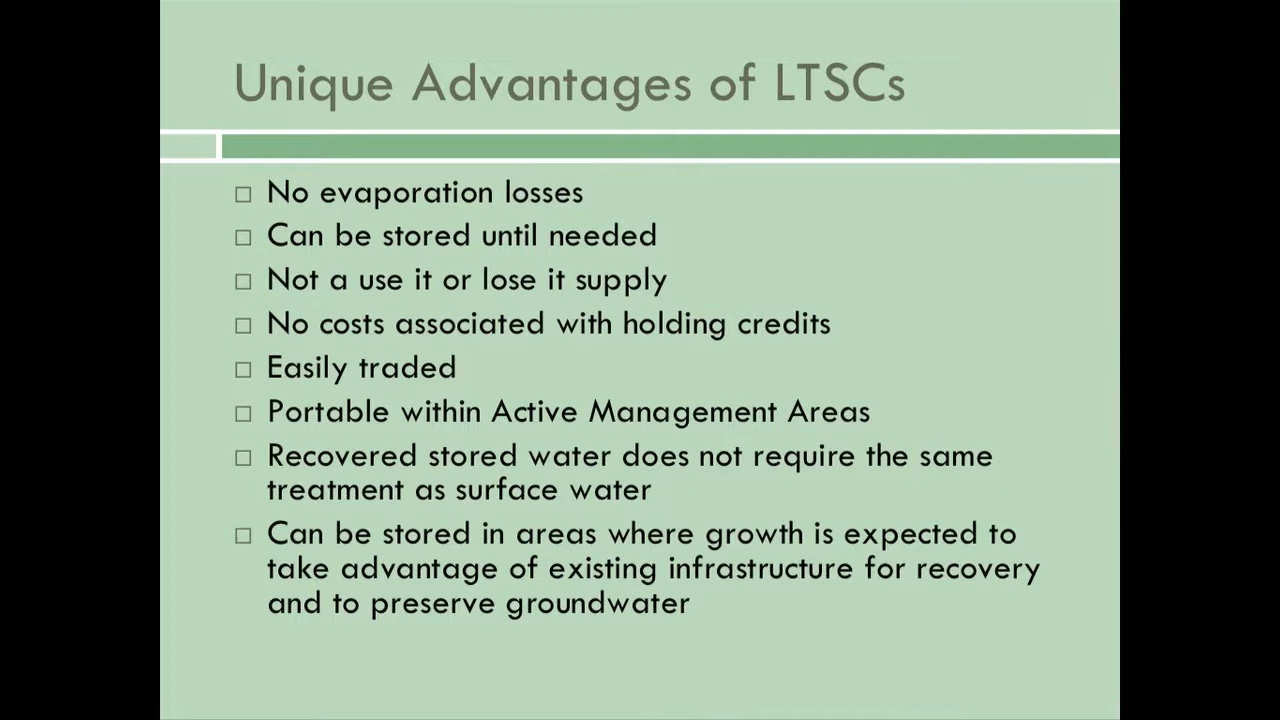 Unique Advantages of LTSCs
No evaporation losses
Can be stored until needed
Not a use it or lose it supply
No costs associated with holding credits
Easily traded
Portable within Active Management Areas
Recovered stored water does not require the same
treatment as surface water
Can be stored in areas where growth is expected to
take advantage of existing infrastructure for recovery
and to preserve groundwater